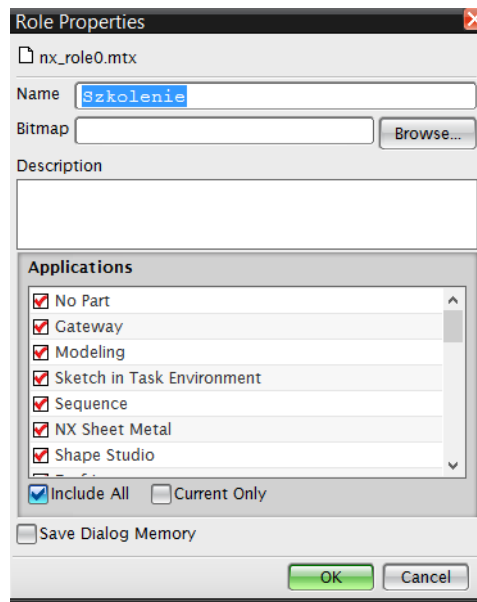 Role Properties
nx_role0.mtx
Name Szkolenie
Bitmap Browse...
Description
Applications
No Part
Gateway
Modeling
Sketch in Task Environment
Sequence
NX Sheet Metal
Shape Studio
Include All Current Only
Save Dialog Memory
OK Cancel